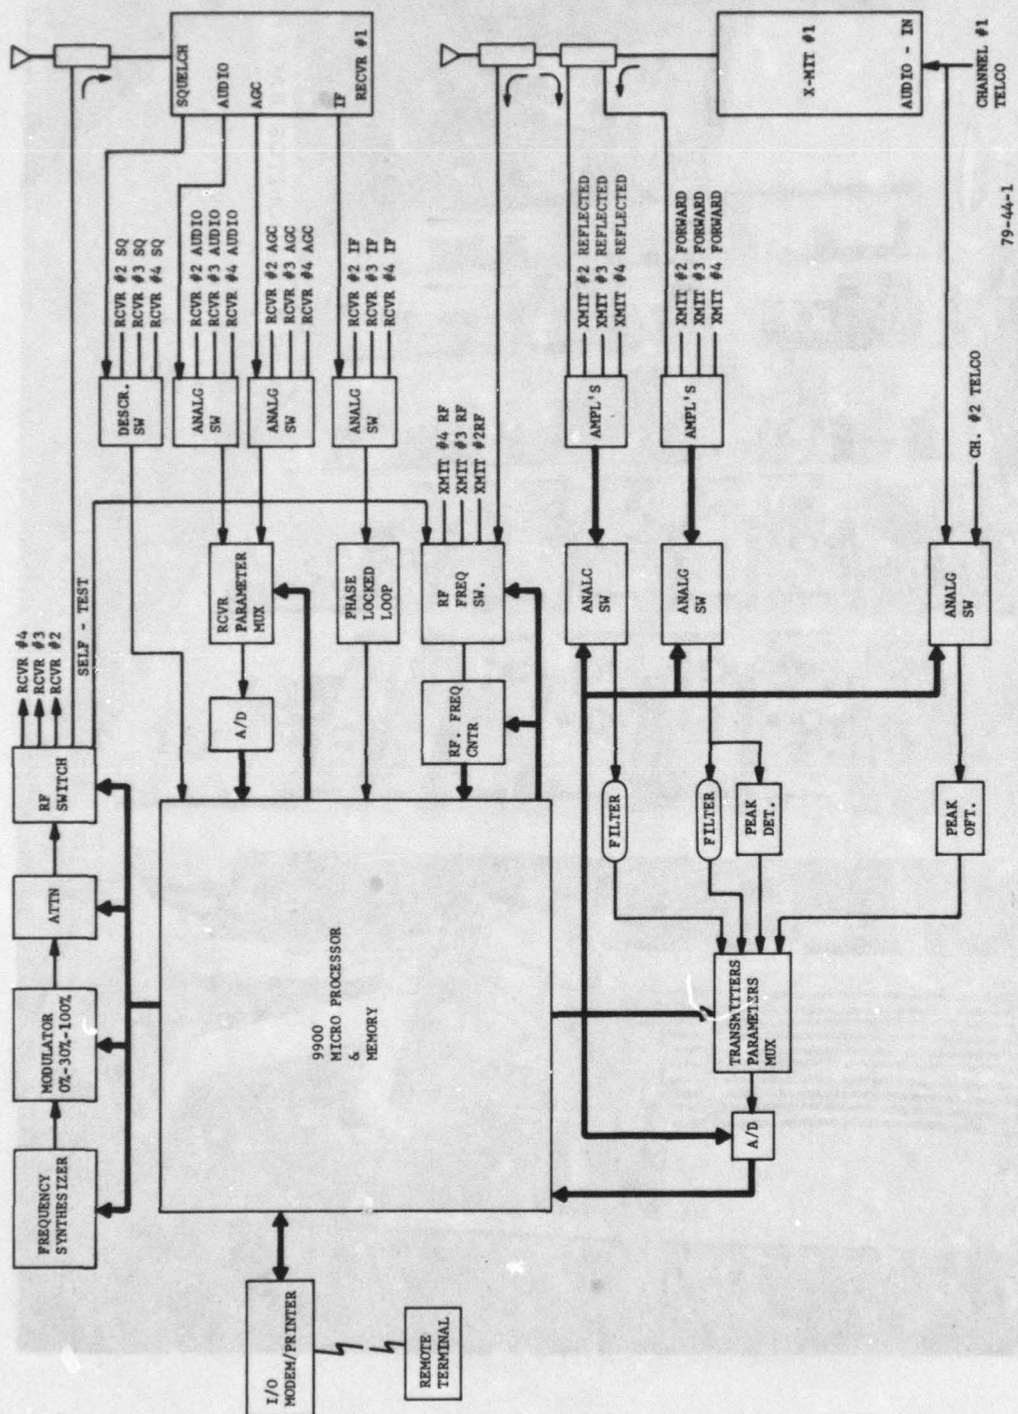 FREQUENCY
SYNTHESIZER
MODULATOR
0%-30%-100%
ATTN
RF
SWITCH
RCVR #4
RCVR #3
RCVR #2
SELF - TEST
SQUELCH
AUDIO
AGC
IF
RECVR #1
DESCR.
SW
RCVR #2 SQ
RCVR #3 SQ
RCVR #4 SQ
ANALG
SW
RCVR #2 AUDIO
RCVR #3 AUDIO
RCVR #4 AUDIO
ANALG
SW
RCVR #2 AGC
RCVR #3 AGC
RCVR #4 AGC
ANALG
SW
RCVR #2 IF
RCVR #3 IF
RCVR #4 IF
RCVR
PARAMETER
MUX
A/D
PHASE
LOCKED
LOOP
RF
FREQ
SW.
XMIT #4 RF
XMIT #3 RF
XMIT #2RF
RF. FREQ
CNTR
9900
MICRO PROCESSOR
&
MEMORY
I/O
MODEM/PRINTER
REMOTE
TERMINAL
X-MIT #1
AUDIO - IN
CHANNEL #1
TELCO
AMPL'S
XMIT #2 REFLECTED
XMIT #3 REFLECTED
XMIT #4 REFLECTED
AMPL'S
XMIT #2 FORWARD
XMIT #3 FORWARD
XMIT #4 FORWARD
ANALC
SW
ANALG
SW
ANALG
SW
CH. #2 TELCO
FILTER
FILTER
PEAK
DET.
PEAK
OFT.
TRANSMITTERS
PARAMETERS
MUX
A/D
79-44-1